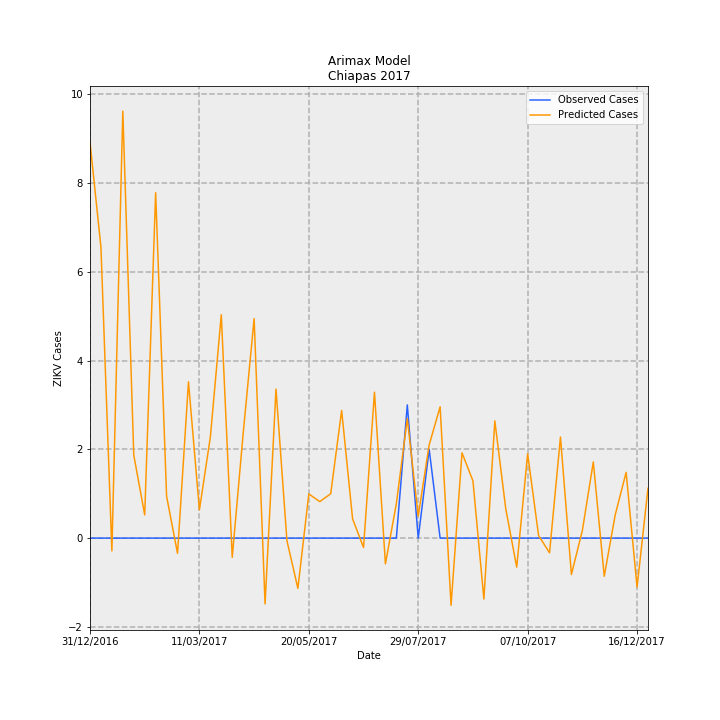 Arimax Model
Chiapas 2017
Observed Cases
Predicted Cases
10
8
6
4
2
0
−2
ZIKV Cases
31/12/2016
11/03/2017
20/05/2017
29/07/2017
07/10/2017
16/12/2017
Date